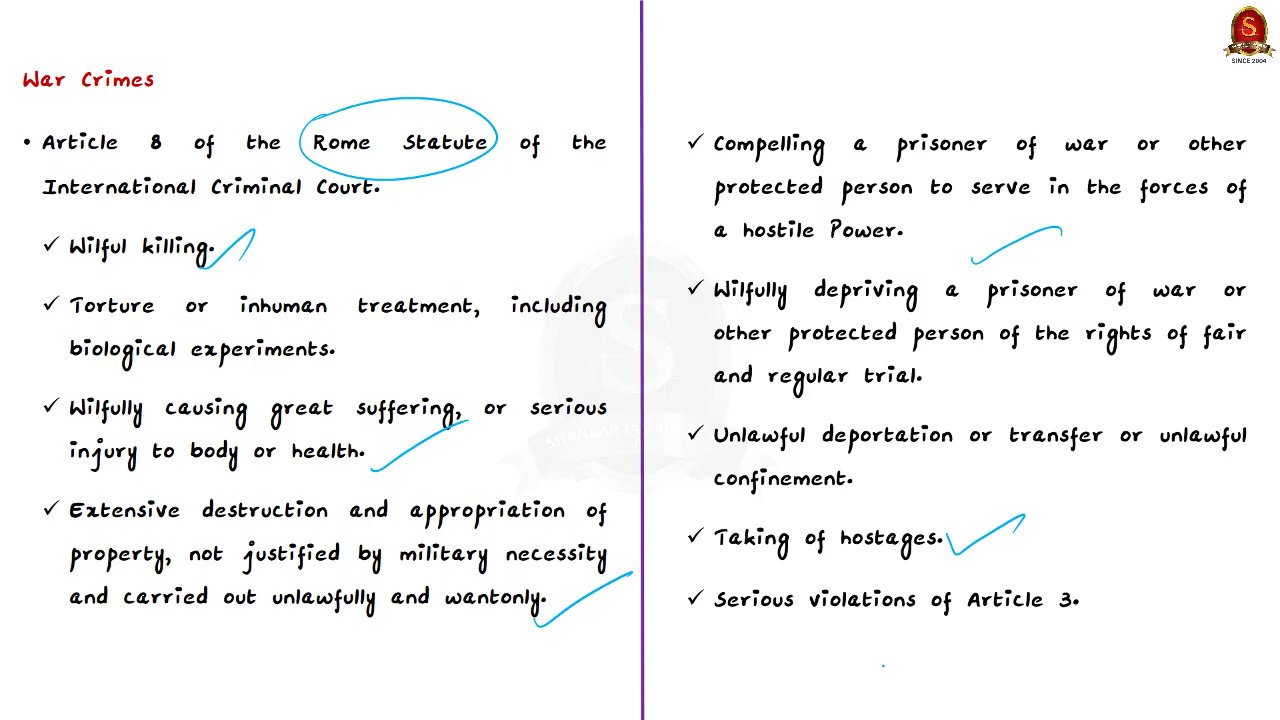 War Crimes
• Article 8 of the Rome Statute of the
International Criminal Court.
✓ Wilful killing.
✓ Torture or inhuman treatment, including
biological experiments.
✓ Wilfully causing great suffering, or serious
injury to body or health.
✓ Extensive destruction and appropriation of
property, not justified by military necessity
and carried out unlawfully and wantonly.
✓ Compelling a prisoner of war or other
protected person to serve in the forces of
a hostile Power.
✓ Wilfully depriving a prisoner of war or
other protected person of the rights of fair
and regular trial.
✓ Unlawful deportation or transfer or unlawful
confinement.
✓ Taking of hostages.
✓ Serious violations of Article 3.
S
SINCE 2004
S
SHANKAR